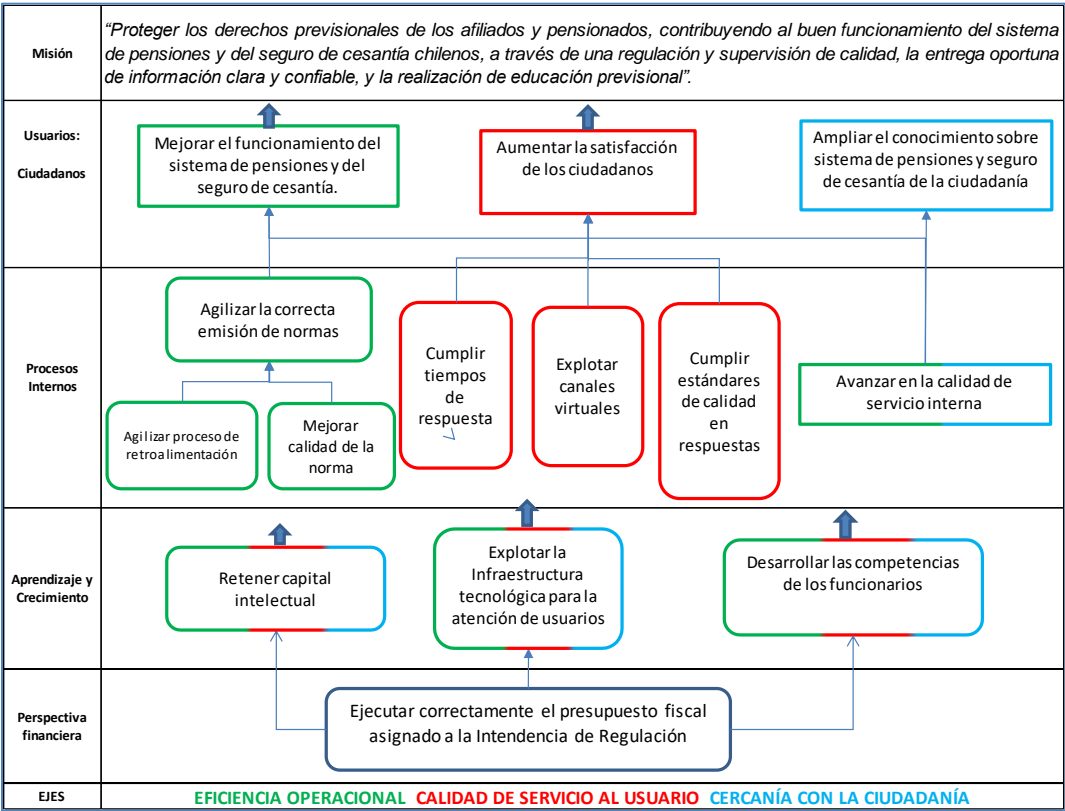 Misión
“Proteger los derechos previsionales de los afiliados y pensionados, contribuyendo al buen funcionamiento del sistema
de pensiones y del seguro de cesantía chilenos, a través de una regulación y supervisión de calidad, la entrega oportuna
de información clara y confiable, y la realización de educación previsional”.
Usuarios:
Ciudadanos
Mejorar el funcionamiento del
sistema de pensiones y del
seguro de cesantía.
Aumentar la satisfacción
de los ciudadanos
Ampliar el conocimiento sobre
sistema de pensiones y seguro
de cesantía de la ciudadanía
Procesos
Internos
Agilizar la correcta
emisión de normas
Agilizar proceso de
retroalimentación
Mejorar
calidad de la
norma
Cumplir
tiempos
de
respuesta
Explotar
canales
virtuales
Cumplir
estándares
de calidad
en
respuestas
Avanzar en la calidad de
servicio interna
Aprendizaje y
Crecimiento
Retener capital
intelectual
Explotar la
Infraestructura
tecnológica para la
atención de usuarios
Desarrollar las competencias
de los funcionarios
Perspectiva
financiera
Ejecutar correctamente el presupuesto fiscal
asignado a la Intendencia de Regulación
EJES
EFICIENCIA OPERACIONAL CALIDAD DE SERVICIO AL USUARIO CERCANÍA CON LA CIUDADANÍA